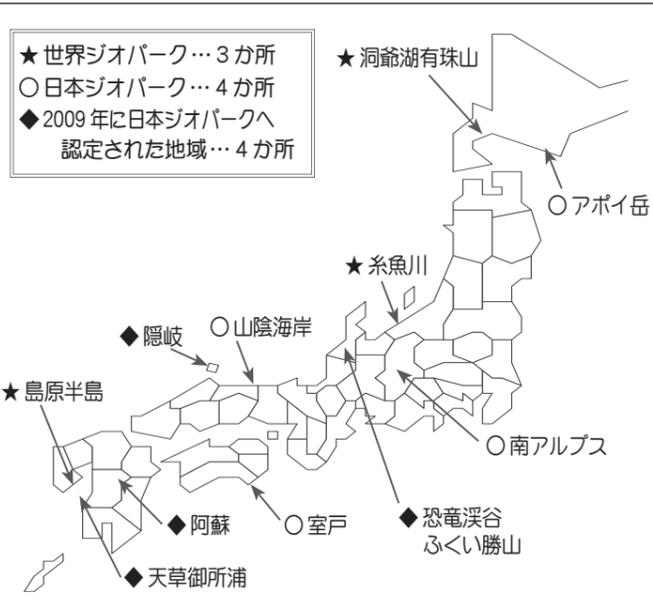 ★世界ジオパーク…3か所
○日本ジオパーク…4か所
◆2009年に日本ジオパークへ
認定された地域…4か所
★洞爺湖有珠山
○アポイ岳
★糸魚川
○山陰海岸
◆隠岐
★島原半島
○南アルプス
◆恐竜渓谷
ふくい勝山
○室戸
◆阿蘇
◆天草御所浦